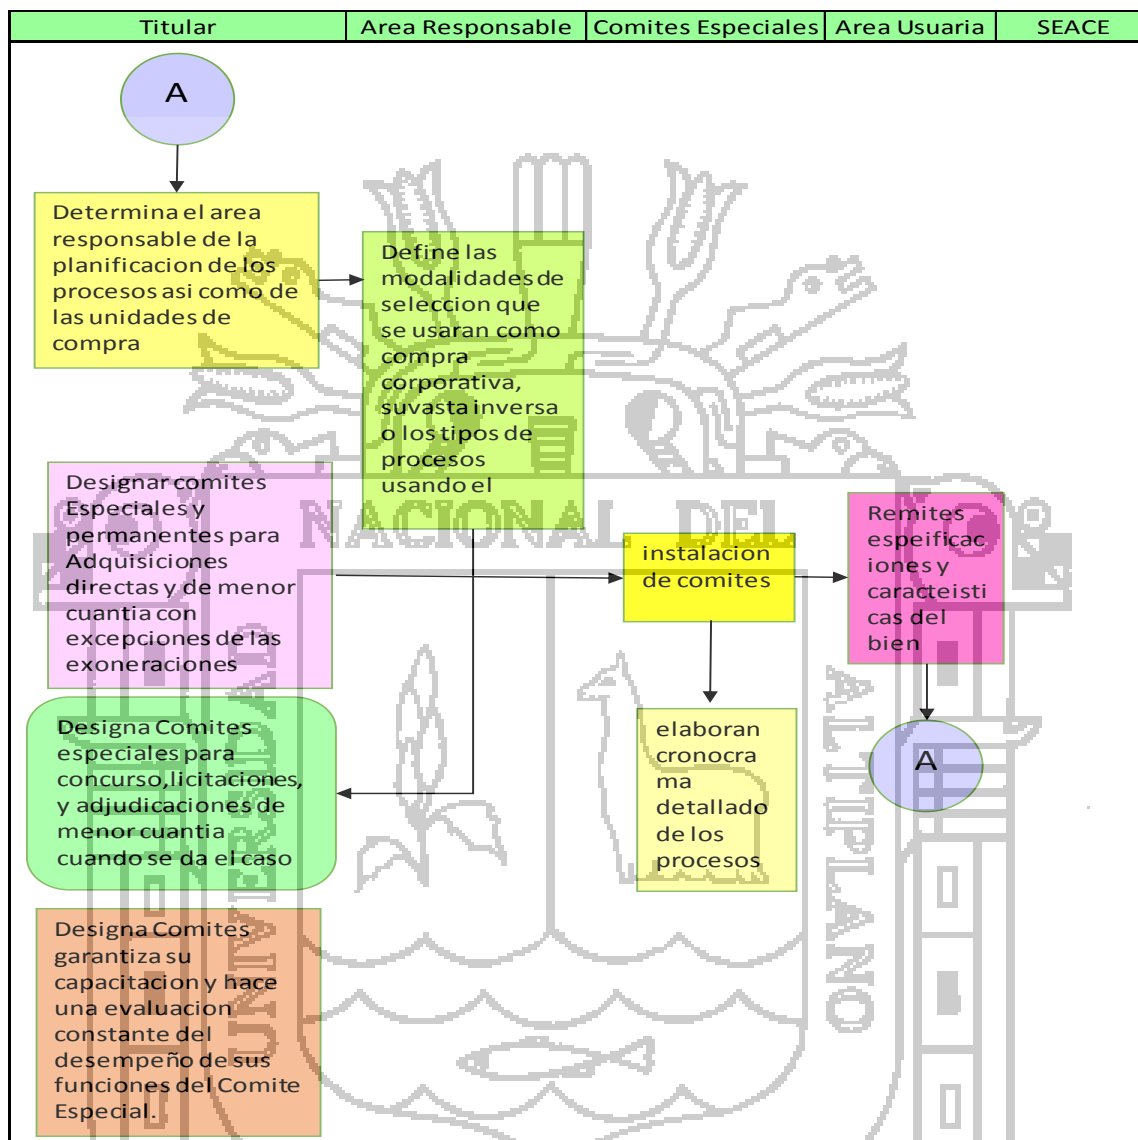 Titular
Area Responsable
Comites Especiales
Area Usuaria
SEACE
A
Determina el area
responsable de la
planificacion de los
procesos asi como de
las unidades de
compra
Define las
modalidades de
seleccion que
se usaran como
compra
corporativa,
suvasta inversa
o los tipos de
procesos
usando el
Designar comites
Especiales y
permanentes para
Adquisiciones
directas y de menor
cuantia con
excepciones de las
exoneraciones
instalacion
de comites
Remites
espeificac
iones y
caracteisti
cas del
bien
Designa Comites
especiales para
concurso,licitaciones,
y adjudicaciones de
menor cuantia
cuando se da el caso
elaboran
cronocra
ma
detallado
de los
procesos
A
Designa Comites
garantiza su
capacitacion y hace
una evaluacion
constante del
desempeño de sus
funciones del Comite
Especial.
UNIVERSIDAD
NACIONAL DEL
ALTIPLANO